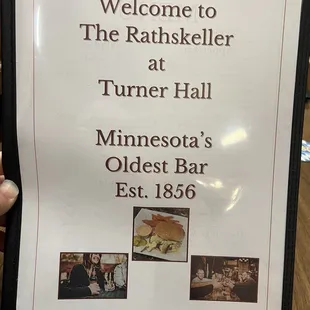 Welcome to
The Rathskeller
at
Turner Hall
Minnesota's
Oldest Bar
Est. 1856